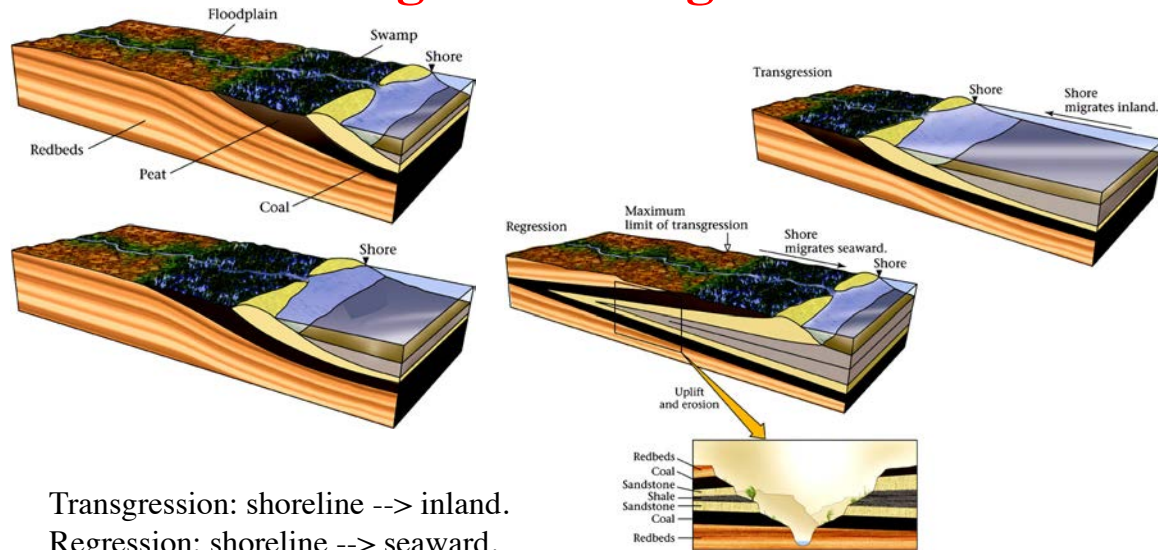 Floodplain
Swamp
Shore
Redbeds
Peat
Coal
Transgression
Shore
Shore
migrates inland.
Shore
Regression
Maximum
limit of transgression
Shore
migrates seaward.
Shore
Uplift
and erosion
Redbeds
Coal
Sandstone
Shale
Sandstone
Coal
Redbeds
Transgression: shoreline --> inland.
Regression: shoreline --> seaward.